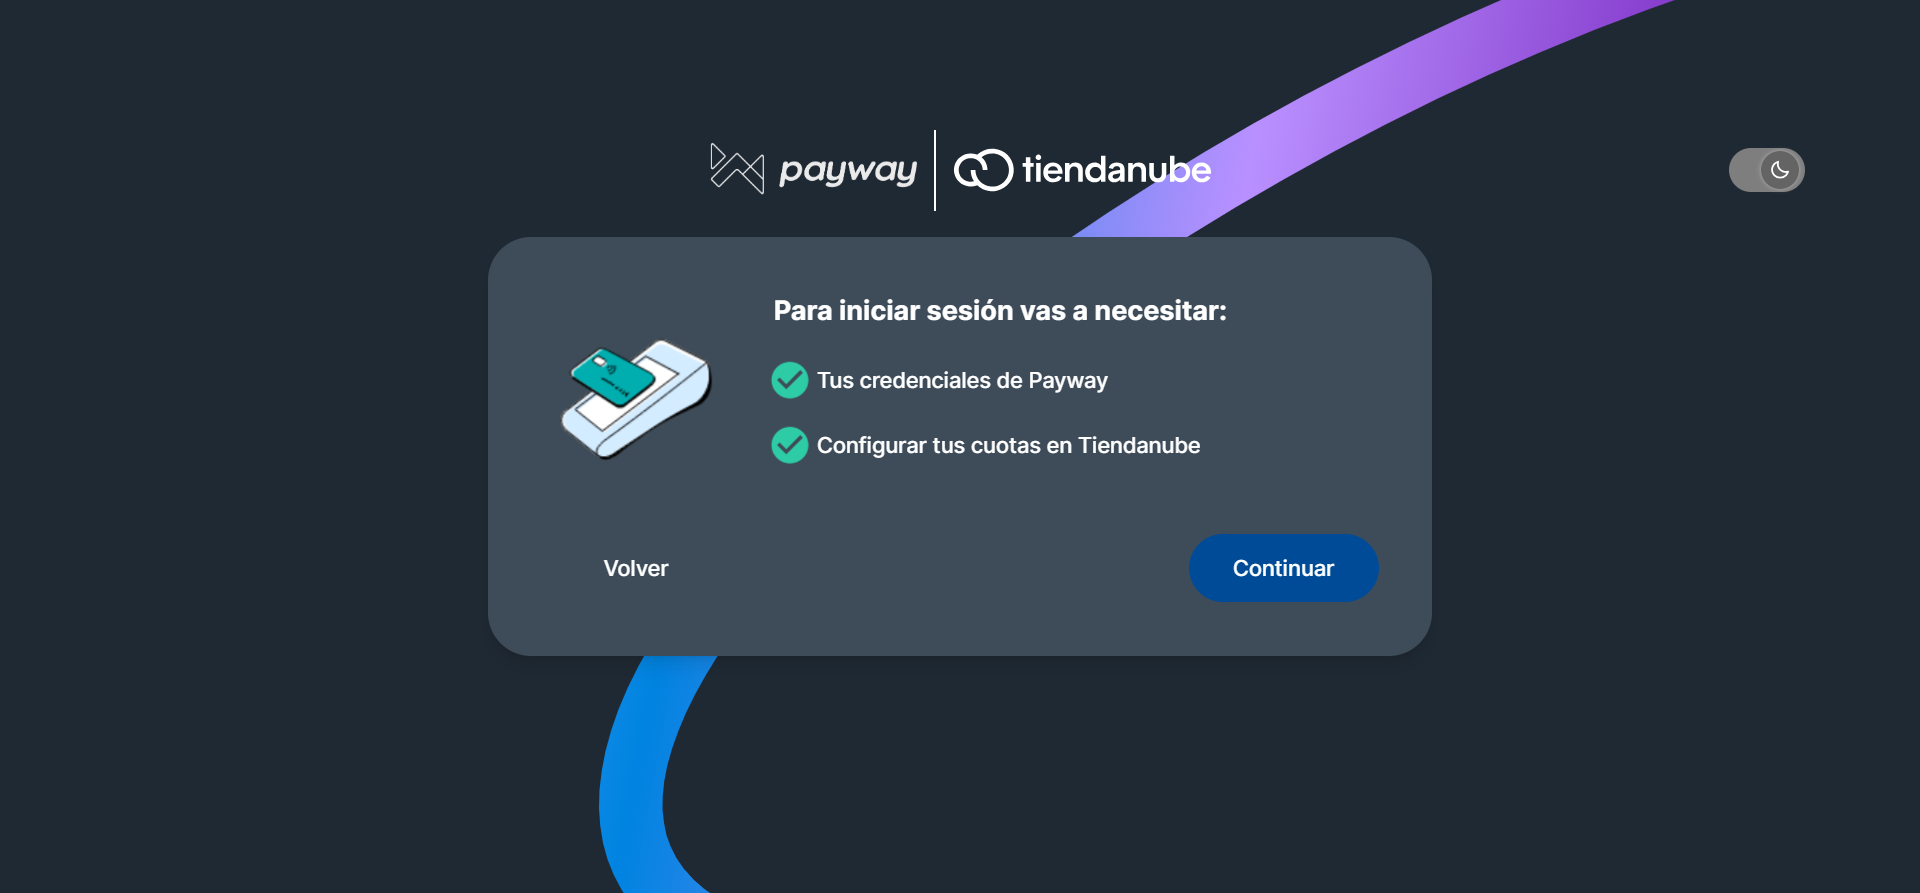 payway
tiendanube
Para iniciar sesión vas a necesitar:
Tus credenciales de Payway
Configurar tus cuotas en Tiendanube
Volver
Continuar